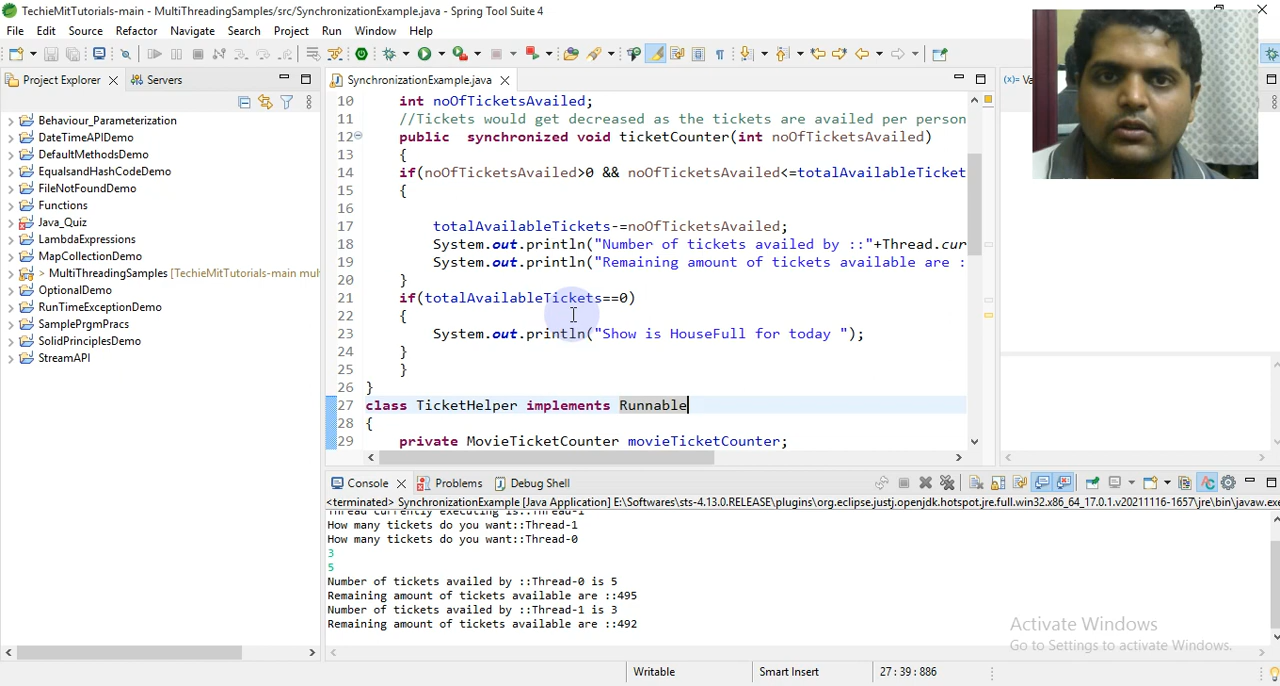 TechieMitTutorials-main - MultiThreadingSamples/src/SynchronizationExample.java - Spring Tool Suite 4
File Edit Source Refactor Navigate Search Project Run Window Help
Project Explorer Servers
Behaviour_Parameterization
DateTimeAPIDemo
DefaultMethodsDemo
EqualsandHashCodeDemo
FileNotFoundDemo
Functions
Java_Quiz
LambdaExpressions
MapCollectionDemo
> MultiThreadingSamples [TechieMitTutorials-main mul
OptionalDemo
RunTimeExceptionDemo
SamplePrgmPracs
SolidPrinciplesDemo
StreamAPI
SynchronizationExample.java
10 int noOfTicketsAvailed;
11 //Tickets would get decreased as the tickets are availed per person
12 public synchronized void ticketCounter(int noOfTicketsAvailed)
13 {
14 if(noOfTicketsAvailed>0 && noOfTicketsAvailed<=totalAvailableTicket
15 {
16
17 totalAvailableTickets-=noOfTicketsAvailed;
18 System.out.println("Number of tickets availed by ::"+Thread.cur
19 System.out.println("Remaining amount of tickets available are :
20 }
21 if(totalAvailableTickets==0)
22 {
23 System.out.println("Show is HouseFull for today ");
24 }
25 }
26 }
27 class TicketHelper implements Runnable
28 {
29 private MovieTicketCounter movieTicketCounter;
(x)= Va
Console Problems Debug Shell
<terminated> SynchronizationExample [Java Application] E:\Softwares\sts-4.13.0.RELEASE\plugins\org.eclipse.justj.openjdk.hotspot.jre.full.win32.x86_64_17.0.1.v20211116-1657\jre\bin\javaw.exe
Thread currently executing is::Thread-1
How many tickets do you want::Thread-1
How many tickets do you want::Thread-0
3
5
Number of tickets availed by ::Thread-0 is 5
Remaining amount of tickets available are ::495
Number of tickets availed by ::Thread-1 is 3
Remaining amount of tickets available are ::492
Activate Windows
Go to Settings to activate Windows.
Writable Smart Insert 27 : 39 : 886